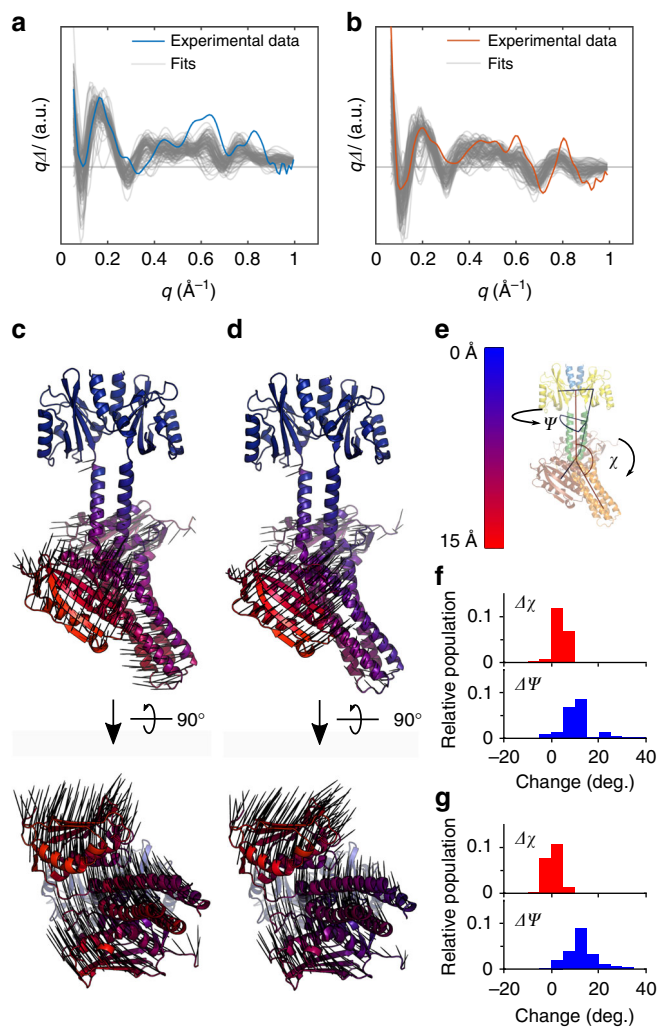 a
Experimental data
Fits
qΔI (a.u.)
0 0.2 0.4 0.6 0.8 1
q (Å⁻¹)
b
Experimental data
Fits
qΔI (a.u.)
0 0.2 0.4 0.6 0.8 1
q (Å⁻¹)
c
90°
d
90°
e
0 Å
15 Å
Ψ
χ
f
Relative population
0.1
0
Δχ
0.1
0
ΔΨ
−20 0 20 40
Change (deg.)
g
Relative population
0.1
0
Δχ
0.1
0
ΔΨ
−20 0 20 40
Change (deg.)